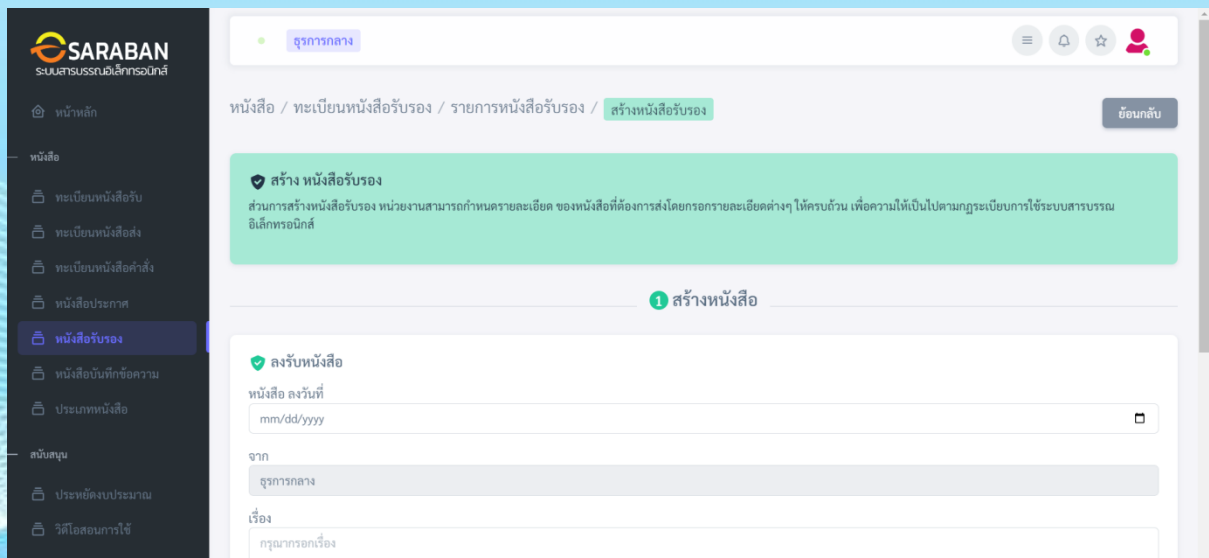 SARABAN
ระบบสารบรรณอิเล็กทรอนิกส์
หน้าหลัก
หนังสือ
ทะเบียนหนังสือรับ
ทะเบียนหนังสือส่ง
ทะเบียนหนังสือคำสั่ง
หนังสือประกาศ
หนังสือรับรอง
หนังสือบันทึกข้อความ
ประเภทหนังสือ
สนับสนุน
ประหยัดงบประมาณ
วิดีโอสอนการใช้
ธุรการกลาง
หนังสือ / ทะเบียนหนังสือรับรอง / รายการหนังสือรับรอง / สร้างหนังสือรับรอง
ย้อนกลับ
สร้าง หนังสือรับรอง
ส่วนการสร้างหนังสือรับรอง หน่วยงานสามารถกำหนดรายละเอียด ของหนังสือที่ต้องการส่งโดยกรอกรายละเอียดต่างๆ ให้ครบถ้วน เพื่อความให้เป็นไปตามกฎระเบียบการใช้ระบบสารบรรณ
อิเล็กทรอนิกส์
1 สร้างหนังสือ
ลงรับหนังสือ
หนังสือ ลงวันที่
mm/dd/yyyy
จาก
ธุรการกลาง
เรื่อง
กรุณากรอกเรื่อง